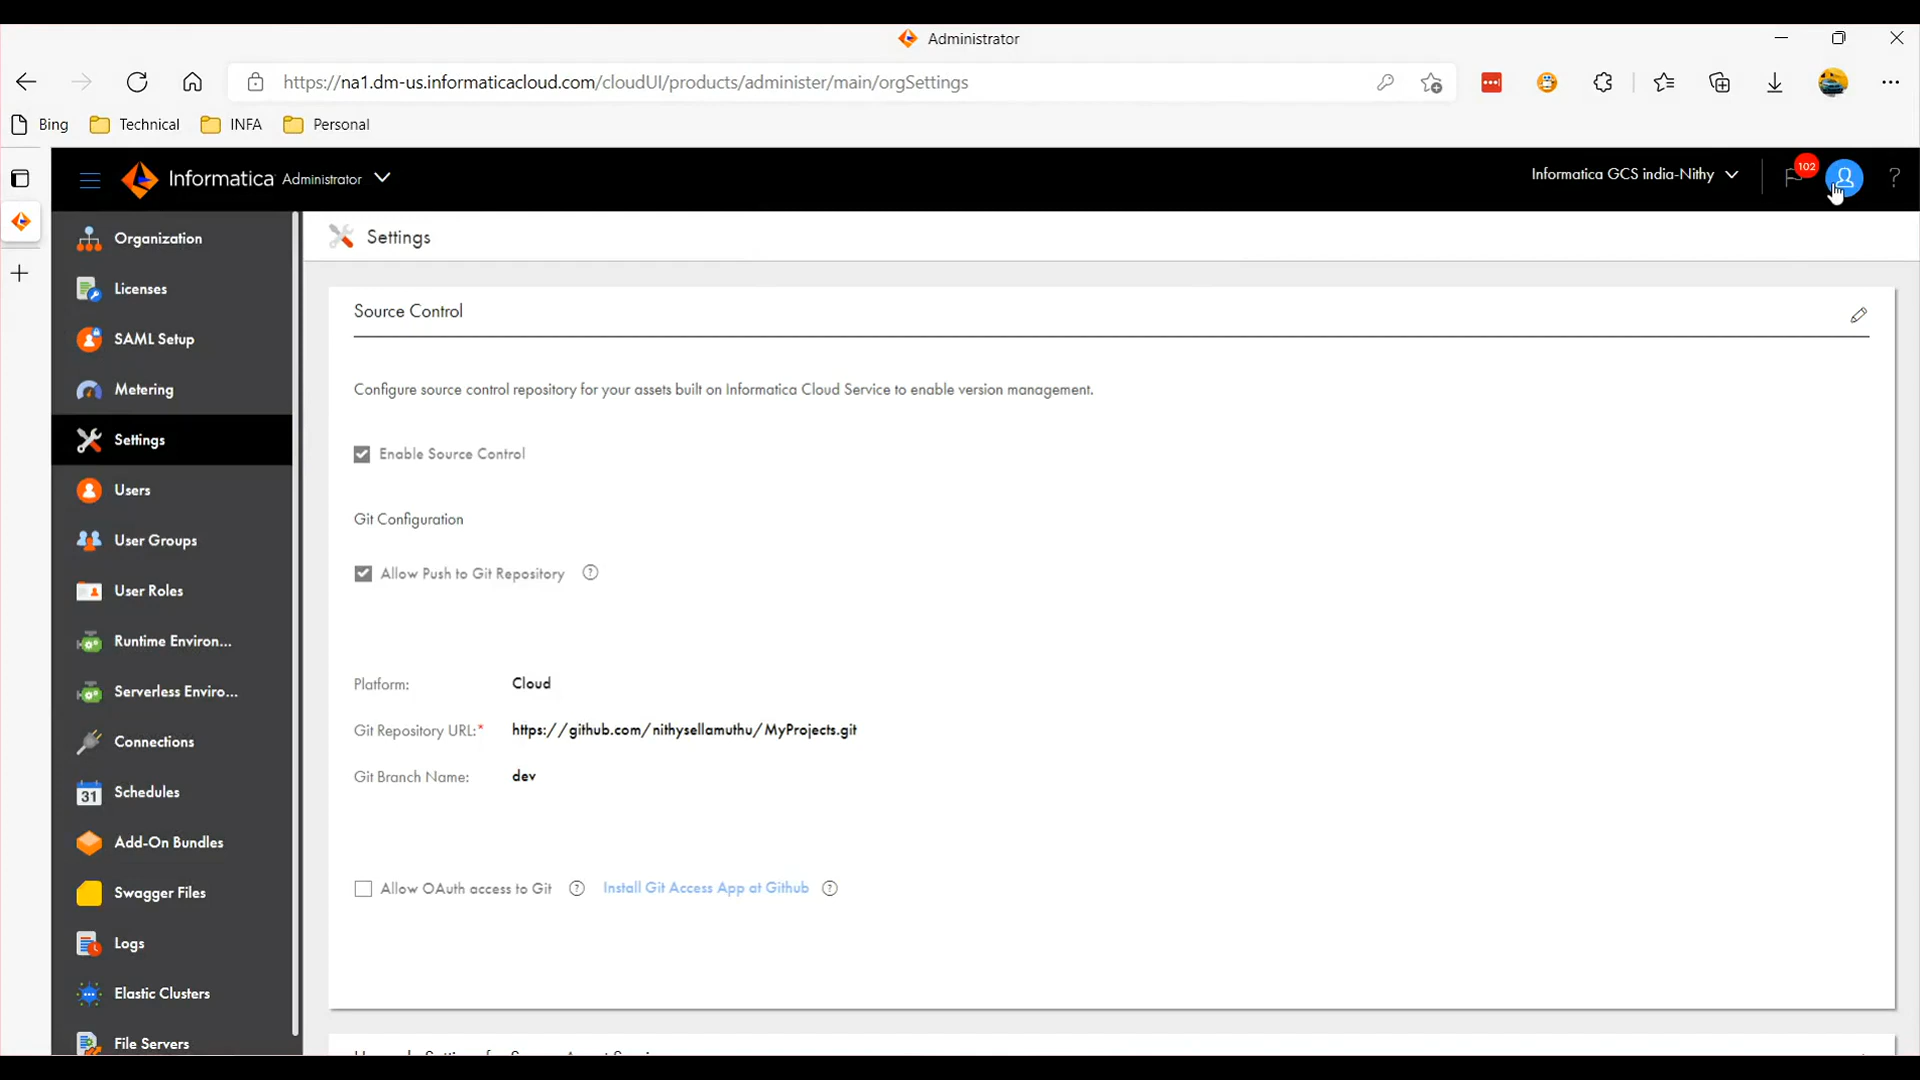 Administrator
https://na1.dm-us.informaticacloud.com/cloudUI/products/administer/main/orgSettings
Bing Technical INFA Personal
Informatica Administrator
Informatica GCS india-Nithy
102
?
Organization
Licenses
SAML Setup
Metering
Settings
Users
User Groups
User Roles
Runtime Environ...
Serverless Enviro...
Connections
31 Schedules
Add-On Bundles
Swagger Files
Logs
Elastic Clusters
File Servers
Settings
Source Control
Configure source control repository for your assets built on Informatica Cloud Service to enable version management.
Enable Source Control
Git Configuration
Allow Push to Git Repository ?
Platform: Cloud
Git Repository URL:* https://github.com/nithysellamuthu/MyProjects.git
Git Branch Name: dev
Allow OAuth access to Git ? Install Git Access App at Github ?